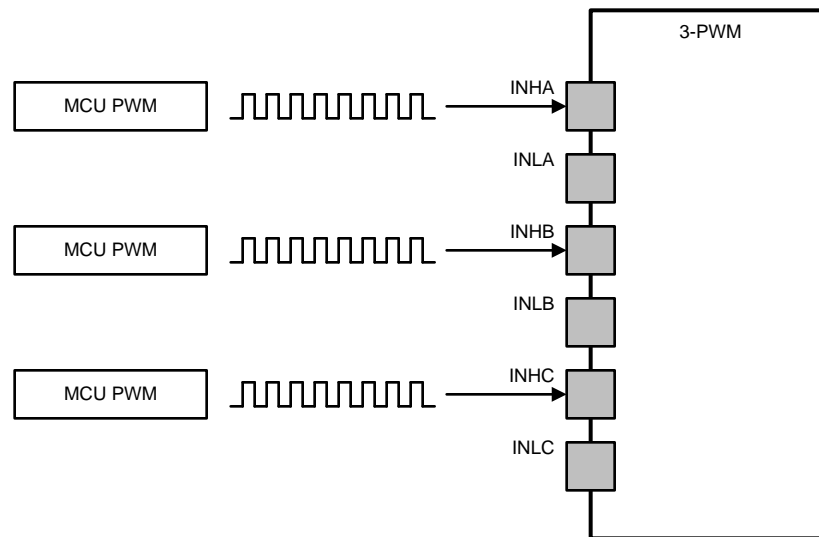 3-PWM
MCU PWM
INHA
INLA
MCU PWM
INHB
INLB
MCU PWM
INHC
INLC